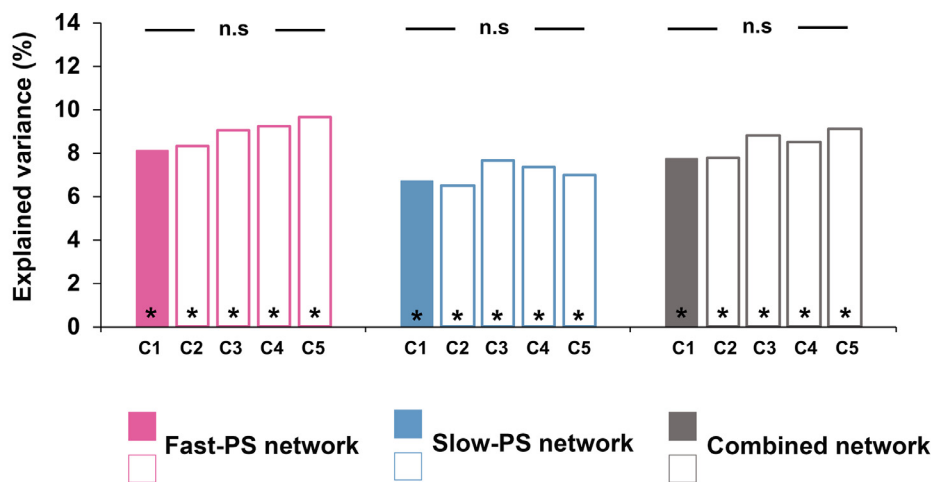 Explained variance (%)
14
12
10
8
6
4
2
0
n.s n.s n.s
* * * * * * * * * * * * * * *
C1 C2 C3 C4 C5 C1 C2 C3 C4 C5 C1 C2 C3 C4 C5
Fast-PS network Slow-PS network Combined network